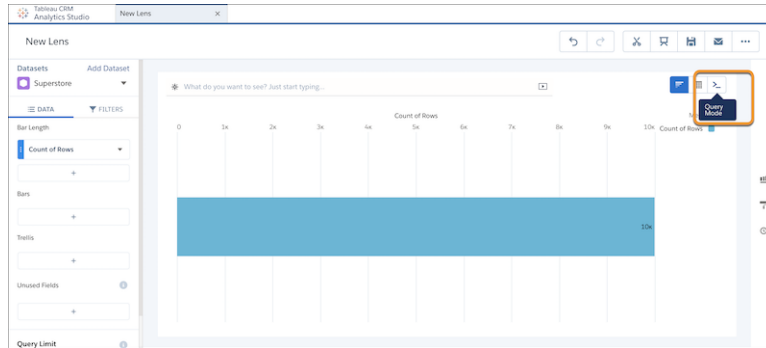 Tableau CRM
Analytics Studio
New Lens
New Lens
Datasets
Add Dataset
Superstore
DATA
FILTERS
Bar Length
Count of Rows
Bars
Trellis
Unused Fields
Query Limit
What do you want to see? Just start typing...
Query
Mode
Count of Rows
0 1k 2k 3k 4k 5k 6k 7k 8k 9k 10k
Count of Rows
10k